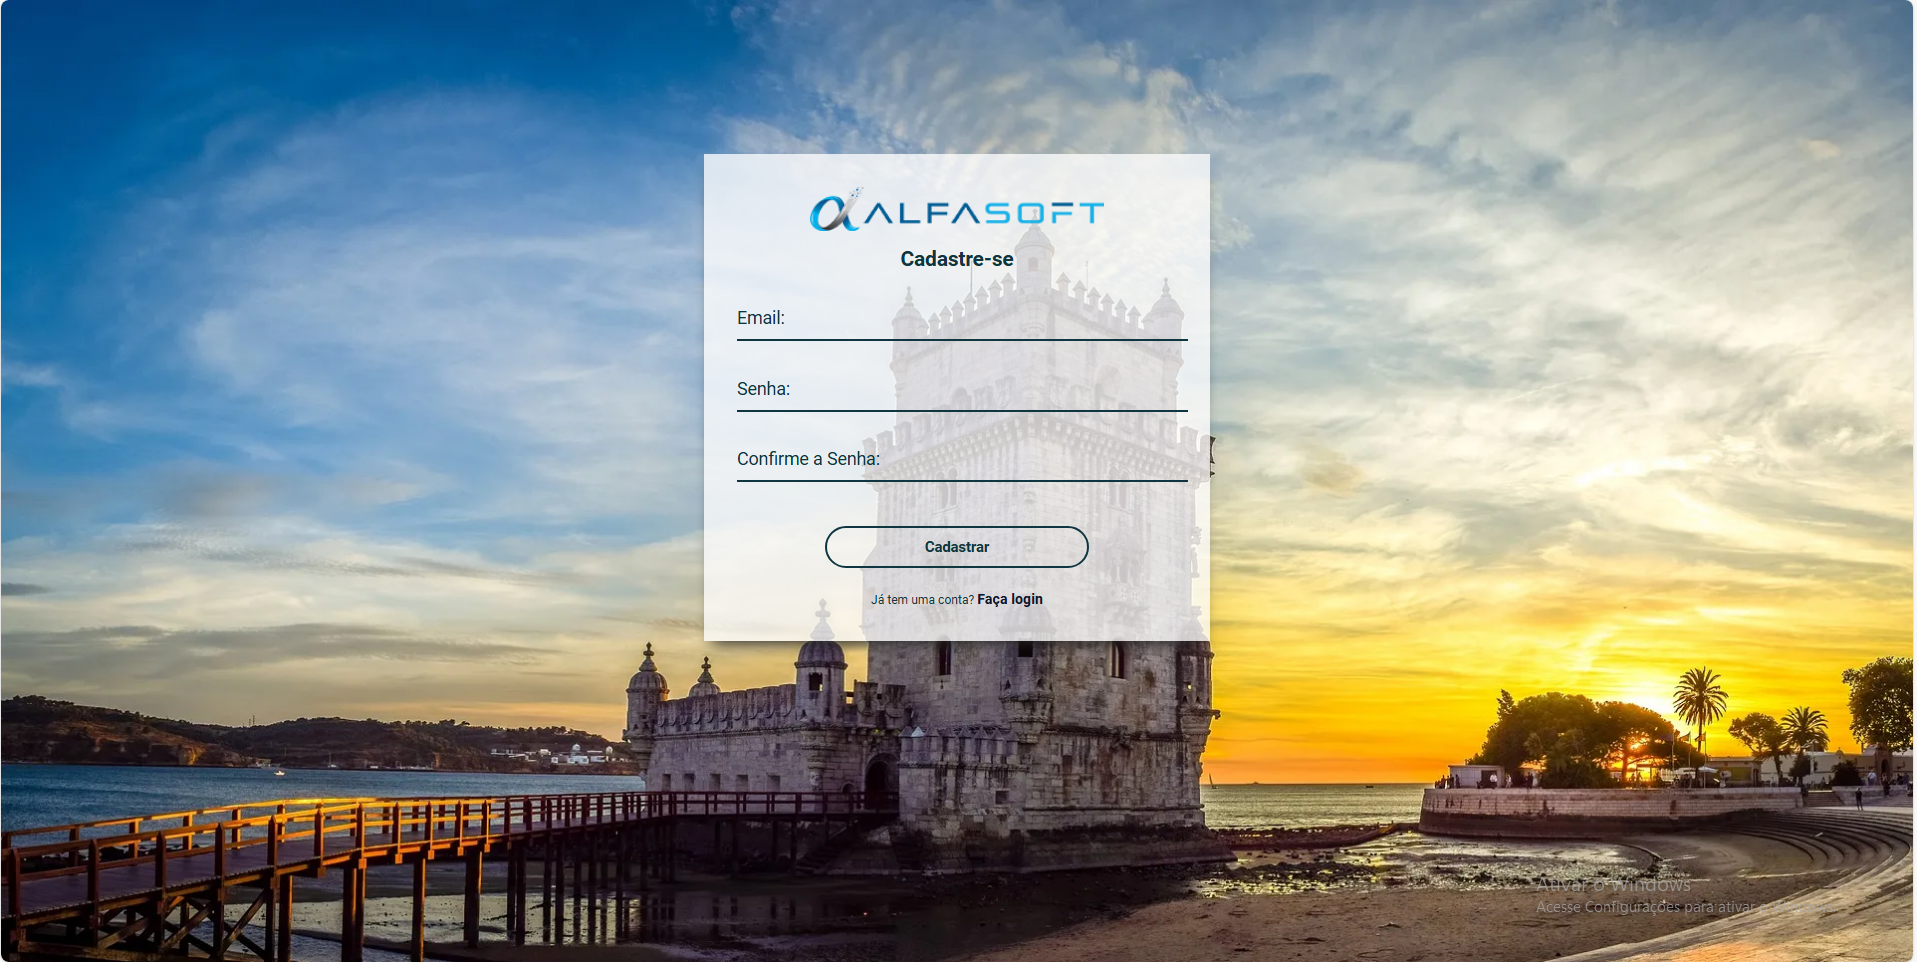 ALFASOFT
Cadastre-se
Email:
Senha:
Confirme a Senha:
Cadastrar
Já tem uma conta? Faça login
Ativar o Windows
Acesse Configurações para ativar o